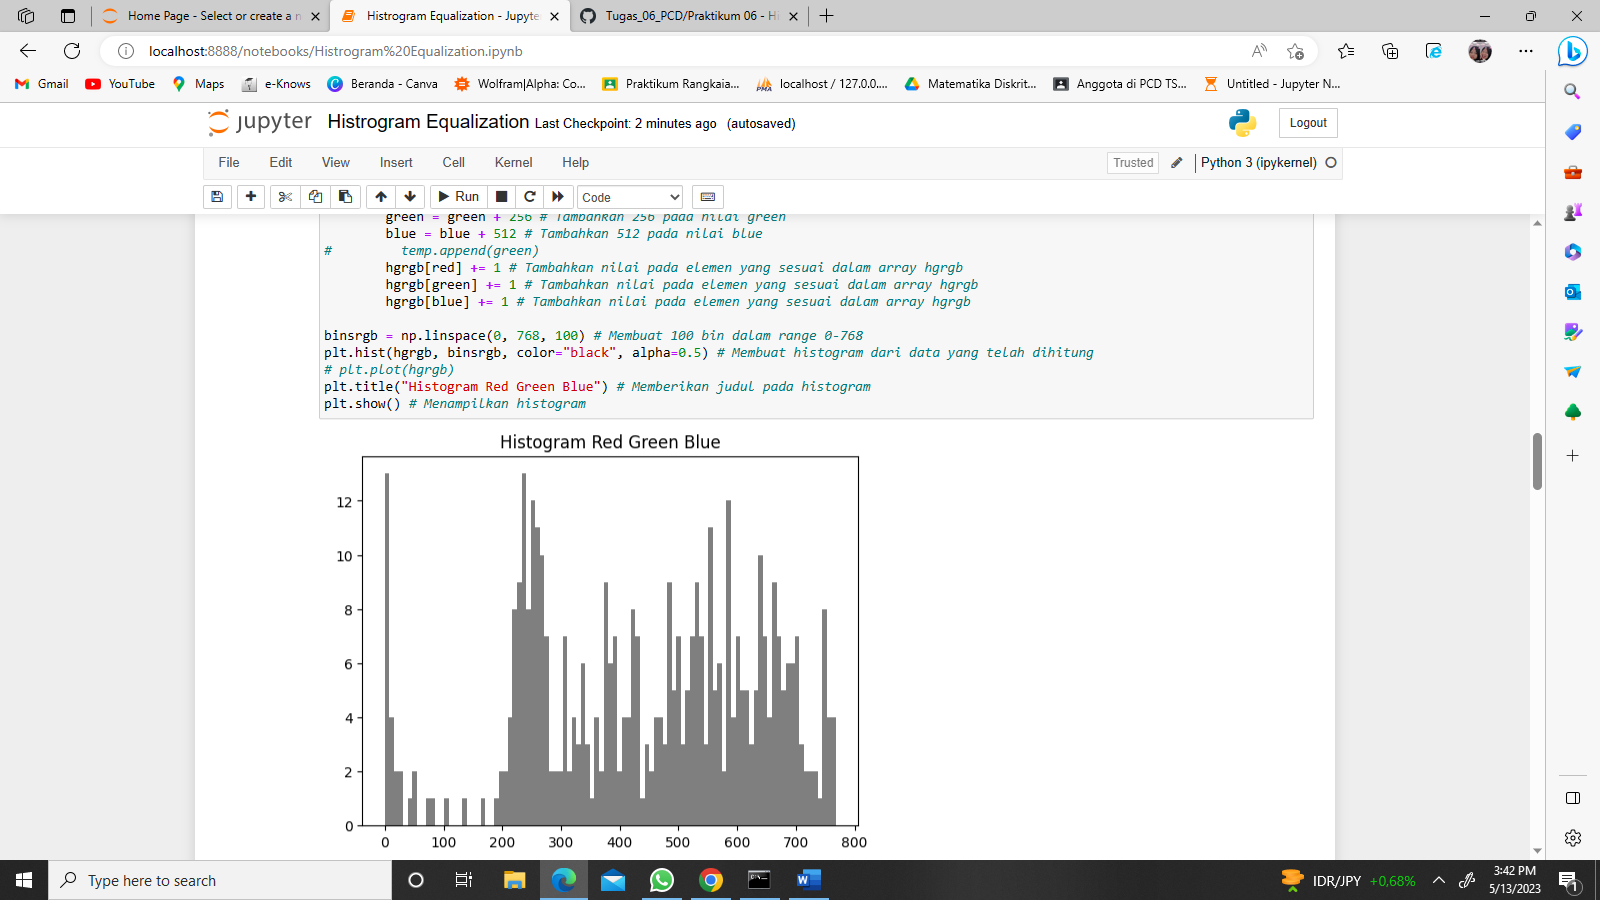 Home Page - Select or create a n
Histrogram Equalization - Jupyte
Tugas_06_PCD/Praktikum 06 - Hi
localhost:8888/notebooks/Histrogram%20Equalization.ipynb
Gmail YouTube Maps e-Knows Beranda - Canva Wolfram|Alpha: Co... Praktikum Rangkaia... localhost / 127.0.0.... Matematika Diskrit... Anggota di PCD TS... Untitled - Jupyter N...
jupyter Histrogram Equalization Last Checkpoint: 2 minutes ago (autosaved)
Logout
File Edit View Insert Cell Kernel Help
Trusted Python 3 (ipykernel)
Run Code
green = green + 256 # Tambahkan 256 pada nilai green
blue = blue + 512 # Tambahkan 512 pada nilai blue
# temp.append(green)
hgrgb[red] += 1 # Tambahkan nilai pada elemen yang sesuai dalam array hgrgb
hgrgb[green] += 1 # Tambahkan nilai pada elemen yang sesuai dalam array hgrgb
hgrgb[blue] += 1 # Tambahkan nilai pada elemen yang sesuai dalam array hgrgb
binsrgb = np.linspace(0, 768, 100) # Membuat 100 bin dalam range 0-768
plt.hist(hgrgb, binsrgb, color="black", alpha=0.5) # Membuat histogram dari data yang telah dihitung
# plt.plot(hgrgb)
plt.title("Histogram Red Green Blue") # Memberikan judul pada histogram
plt.show() # Menampilkan histogram
Histogram Red Green Blue
12
10
8
6
4
2
0
0 100 200 300 400 500 600 700 800
Type here to search
IDR/JPY +0,68%
3:42 PM
5/13/2023
1